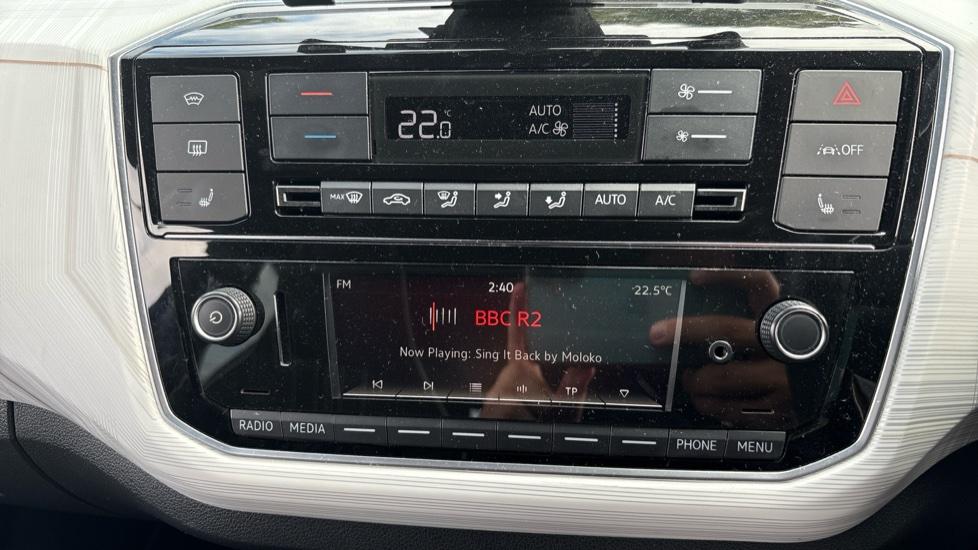 22.0 °C AUTO
A/C
OFF
MAX AUTO A/C
FM 2:40 22.5°C
BBC R2
Now Playing: Sing It Back by Moloko
TP
RADIO MEDIA PHONE MENU